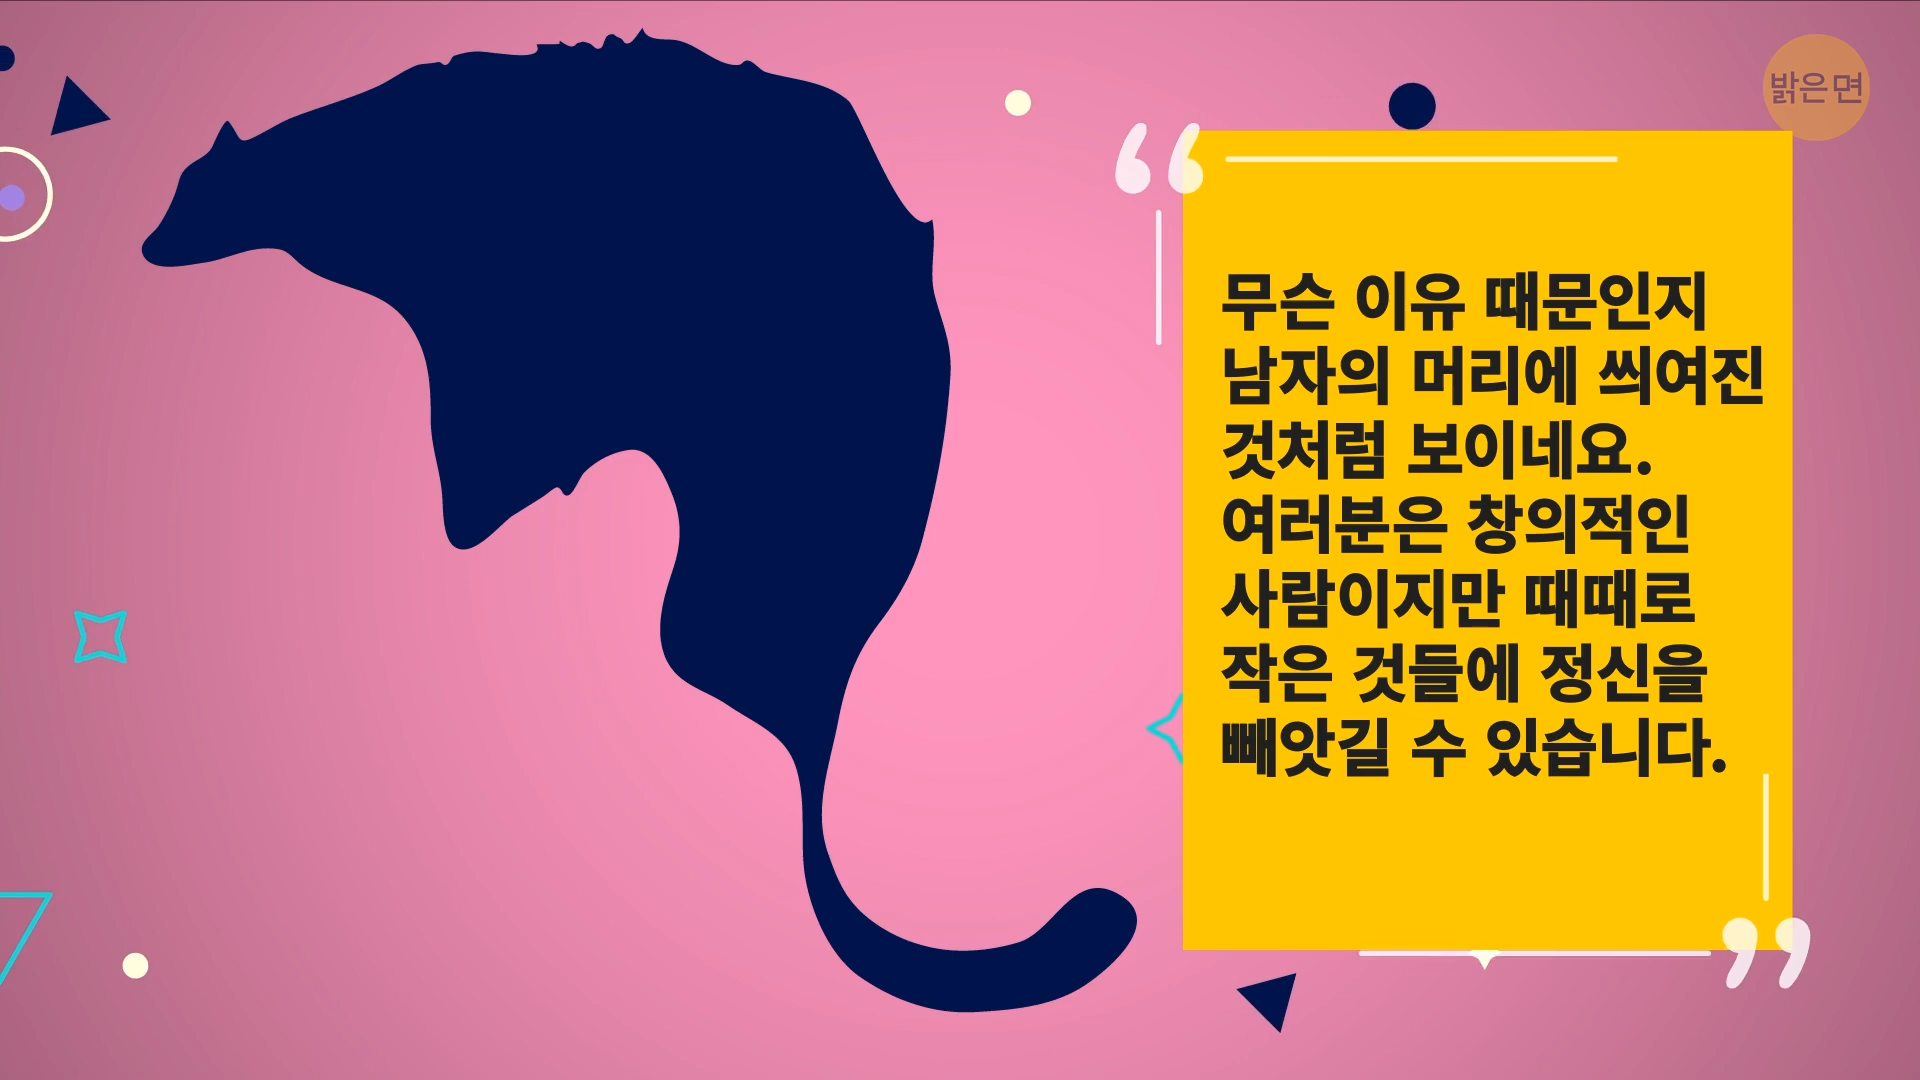 밝은면
무슨 이유 때문인지
남자의 머리에 씌여진
것처럼 보이네요.
여러분은 창의적인
사람이지만 때때로
작은 것들에 정신을
빼앗길 수 있습니다.